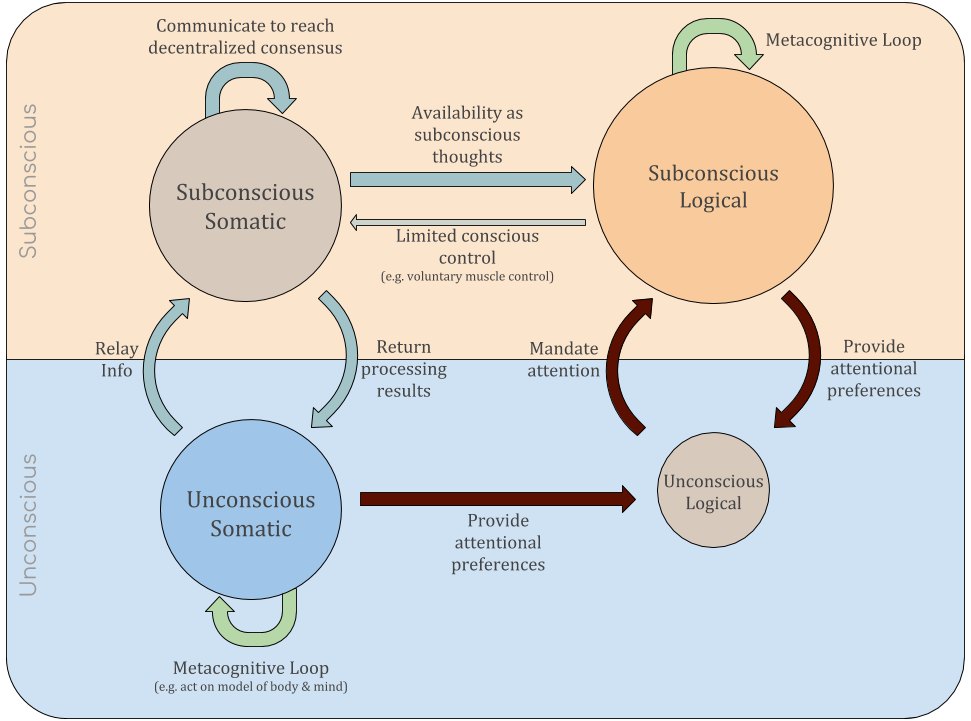 Communicate to reach
decentralized consensus
Metacognitive Loop
Subconscious
Availability as
subconscious
thoughts
Subconscious
Somatic
Subconscious
Logical
Limited conscious
control
(e.g. voluntary muscle control)
Relay
Info
Return
processing
results
Mandate
attention
Provide
attentional
preferences
Unconscious
Unconscious
Somatic
Unconscious
Logical
Provide
attentional
preferences
Metacognitive Loop
(e.g. act on model of body & mind)